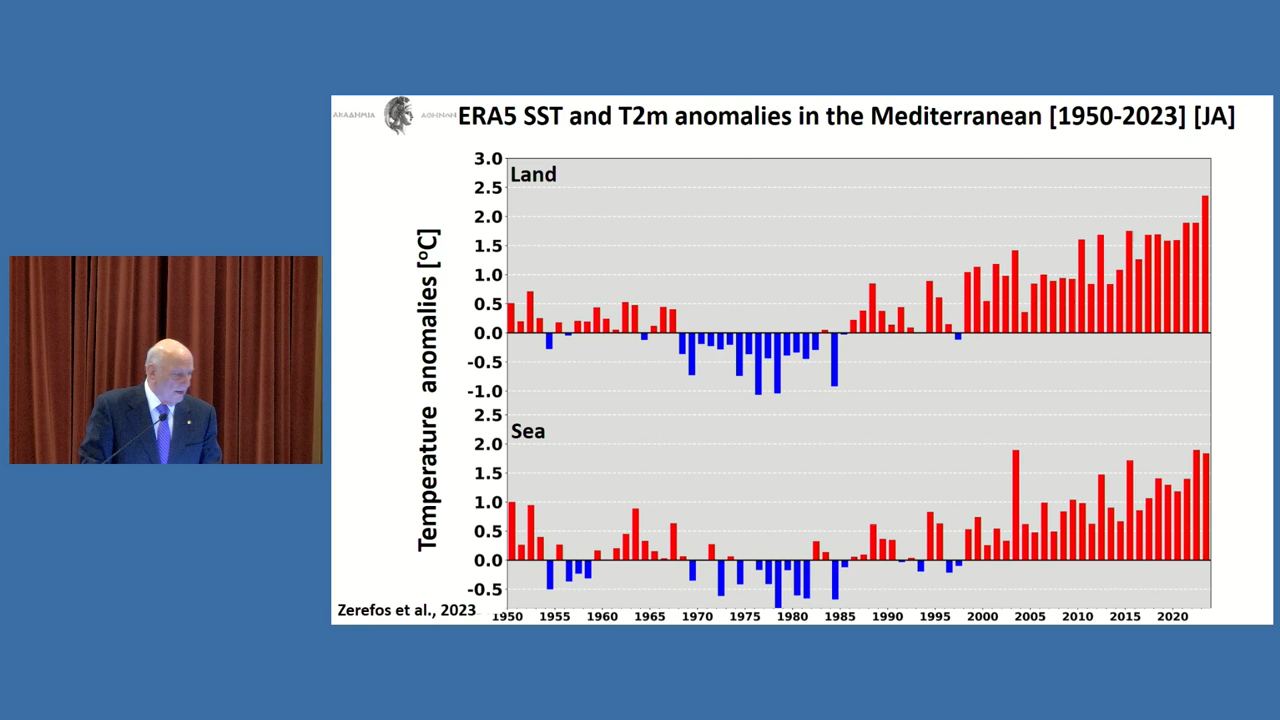 ΑΚΑΔΗΜΙΑ ΑΘΗΝΩΝ
ERA5 SST and T2m anomalies in the Mediterranean [1950-2023] [JA]
Temperature anomalies [°C]
Land
3.0
2.5
2.0
1.5
1.0
0.5
0.0
-0.5
-1.0
Sea
2.5
2.0
1.5
1.0
0.5
0.0
-0.5
1950 1955 1960 1965 1970 1975 1980 1985 1990 1995 2000 2005 2010 2015 2020
Zerefos et al., 2023